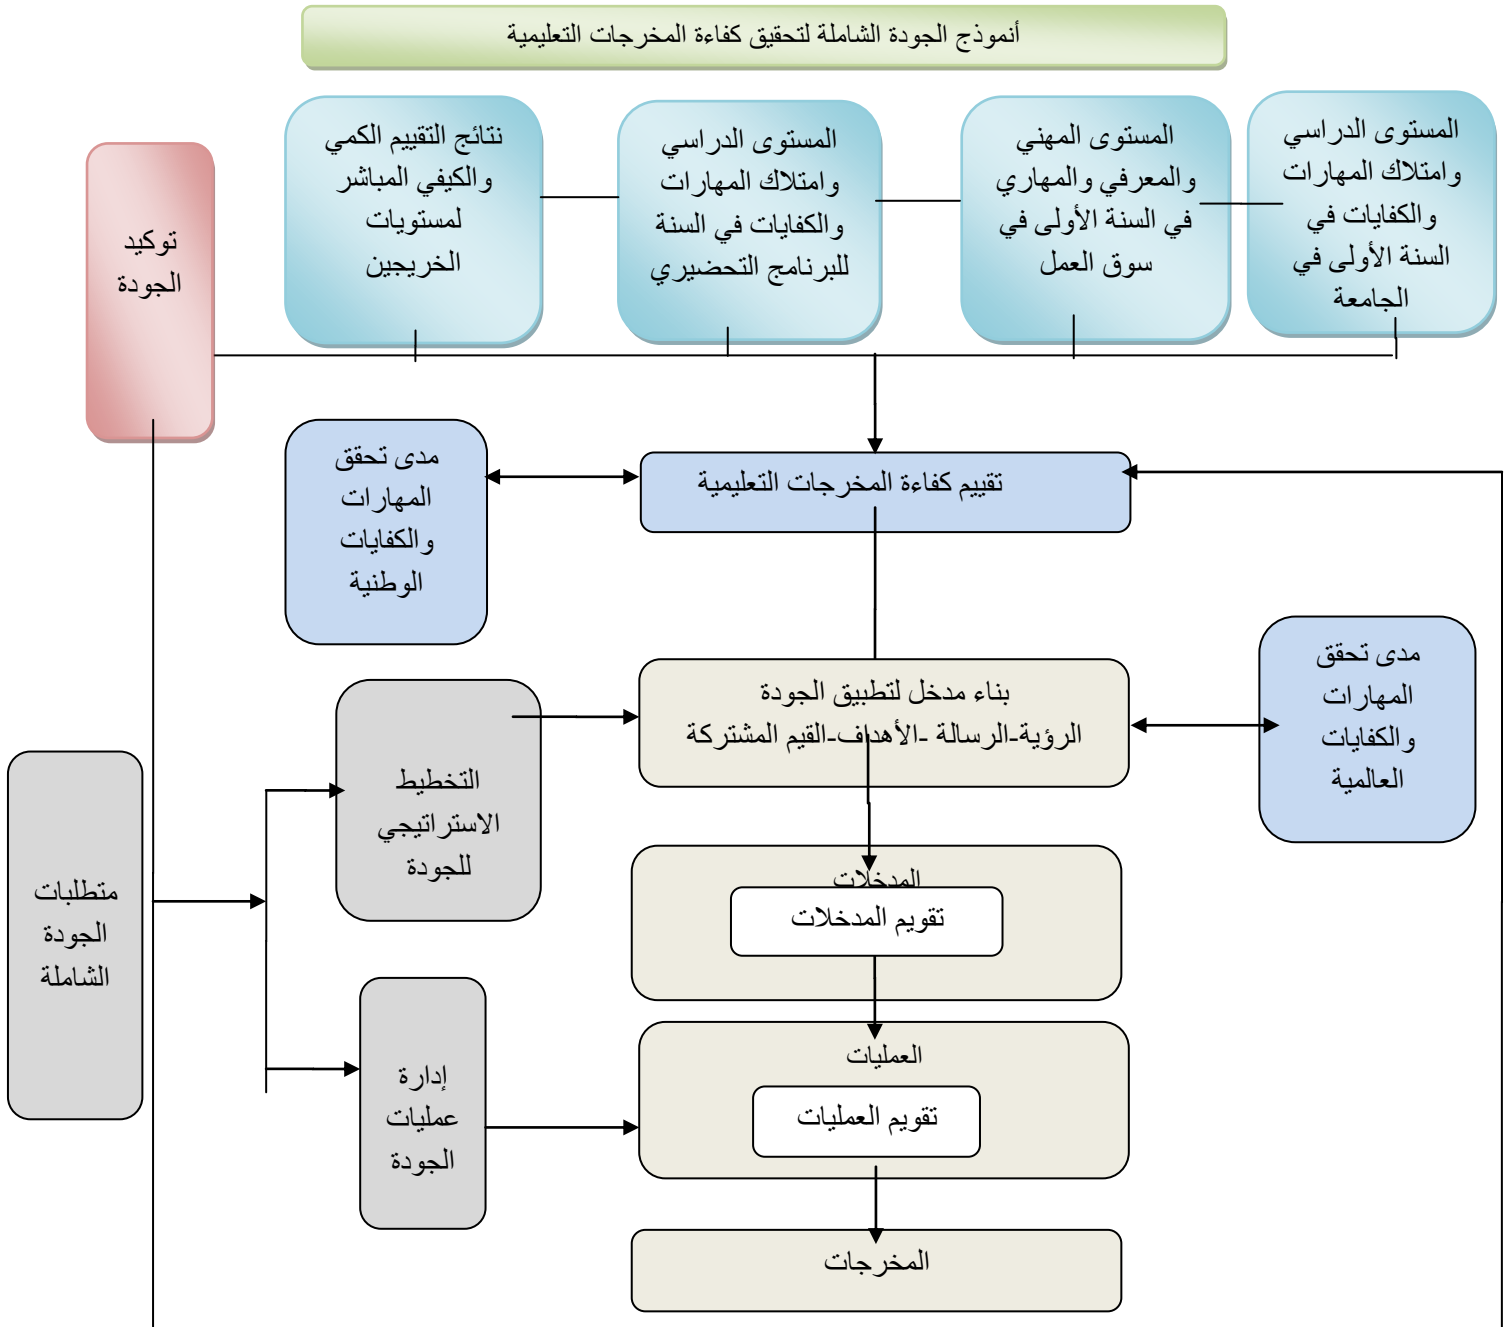 أنموذج الجودة الشاملة لتحقيق كفاءة المخرجات التعليمية
المستوى الدراسي
وامتلاك المهارات
والكفايات في
السنة الأولى في
الجامعة
المستوى المهني
والمعرفي والمهاري
في السنة الأولى في
سوق العمل
المستوى الدراسي
وامتلاك المهارات
والكفايات في السنة
للبرنامج التحضيري
نتائج التقييم الكمي
والكيفي المباشر
لمستويات
الخريجين
توكيد
الجودة
تقييم كفاءة المخرجات التعليمية
مدى تحقق
المهارات
والكفايات
الوطنية
مدى تحقق
المهارات
والكفايات
العالمية
بناء مدخل لتطبيق الجودة
الرؤية-الرسالة -الأهداف-القيم المشتركة
التخطيط
الاستراتيجي
للجودة
المدخلات
تقويم المدخلات
متطلبات
الجودة
الشاملة
إدارة
عمليات
الجودة
العمليات
تقويم العمليات
المخرجات